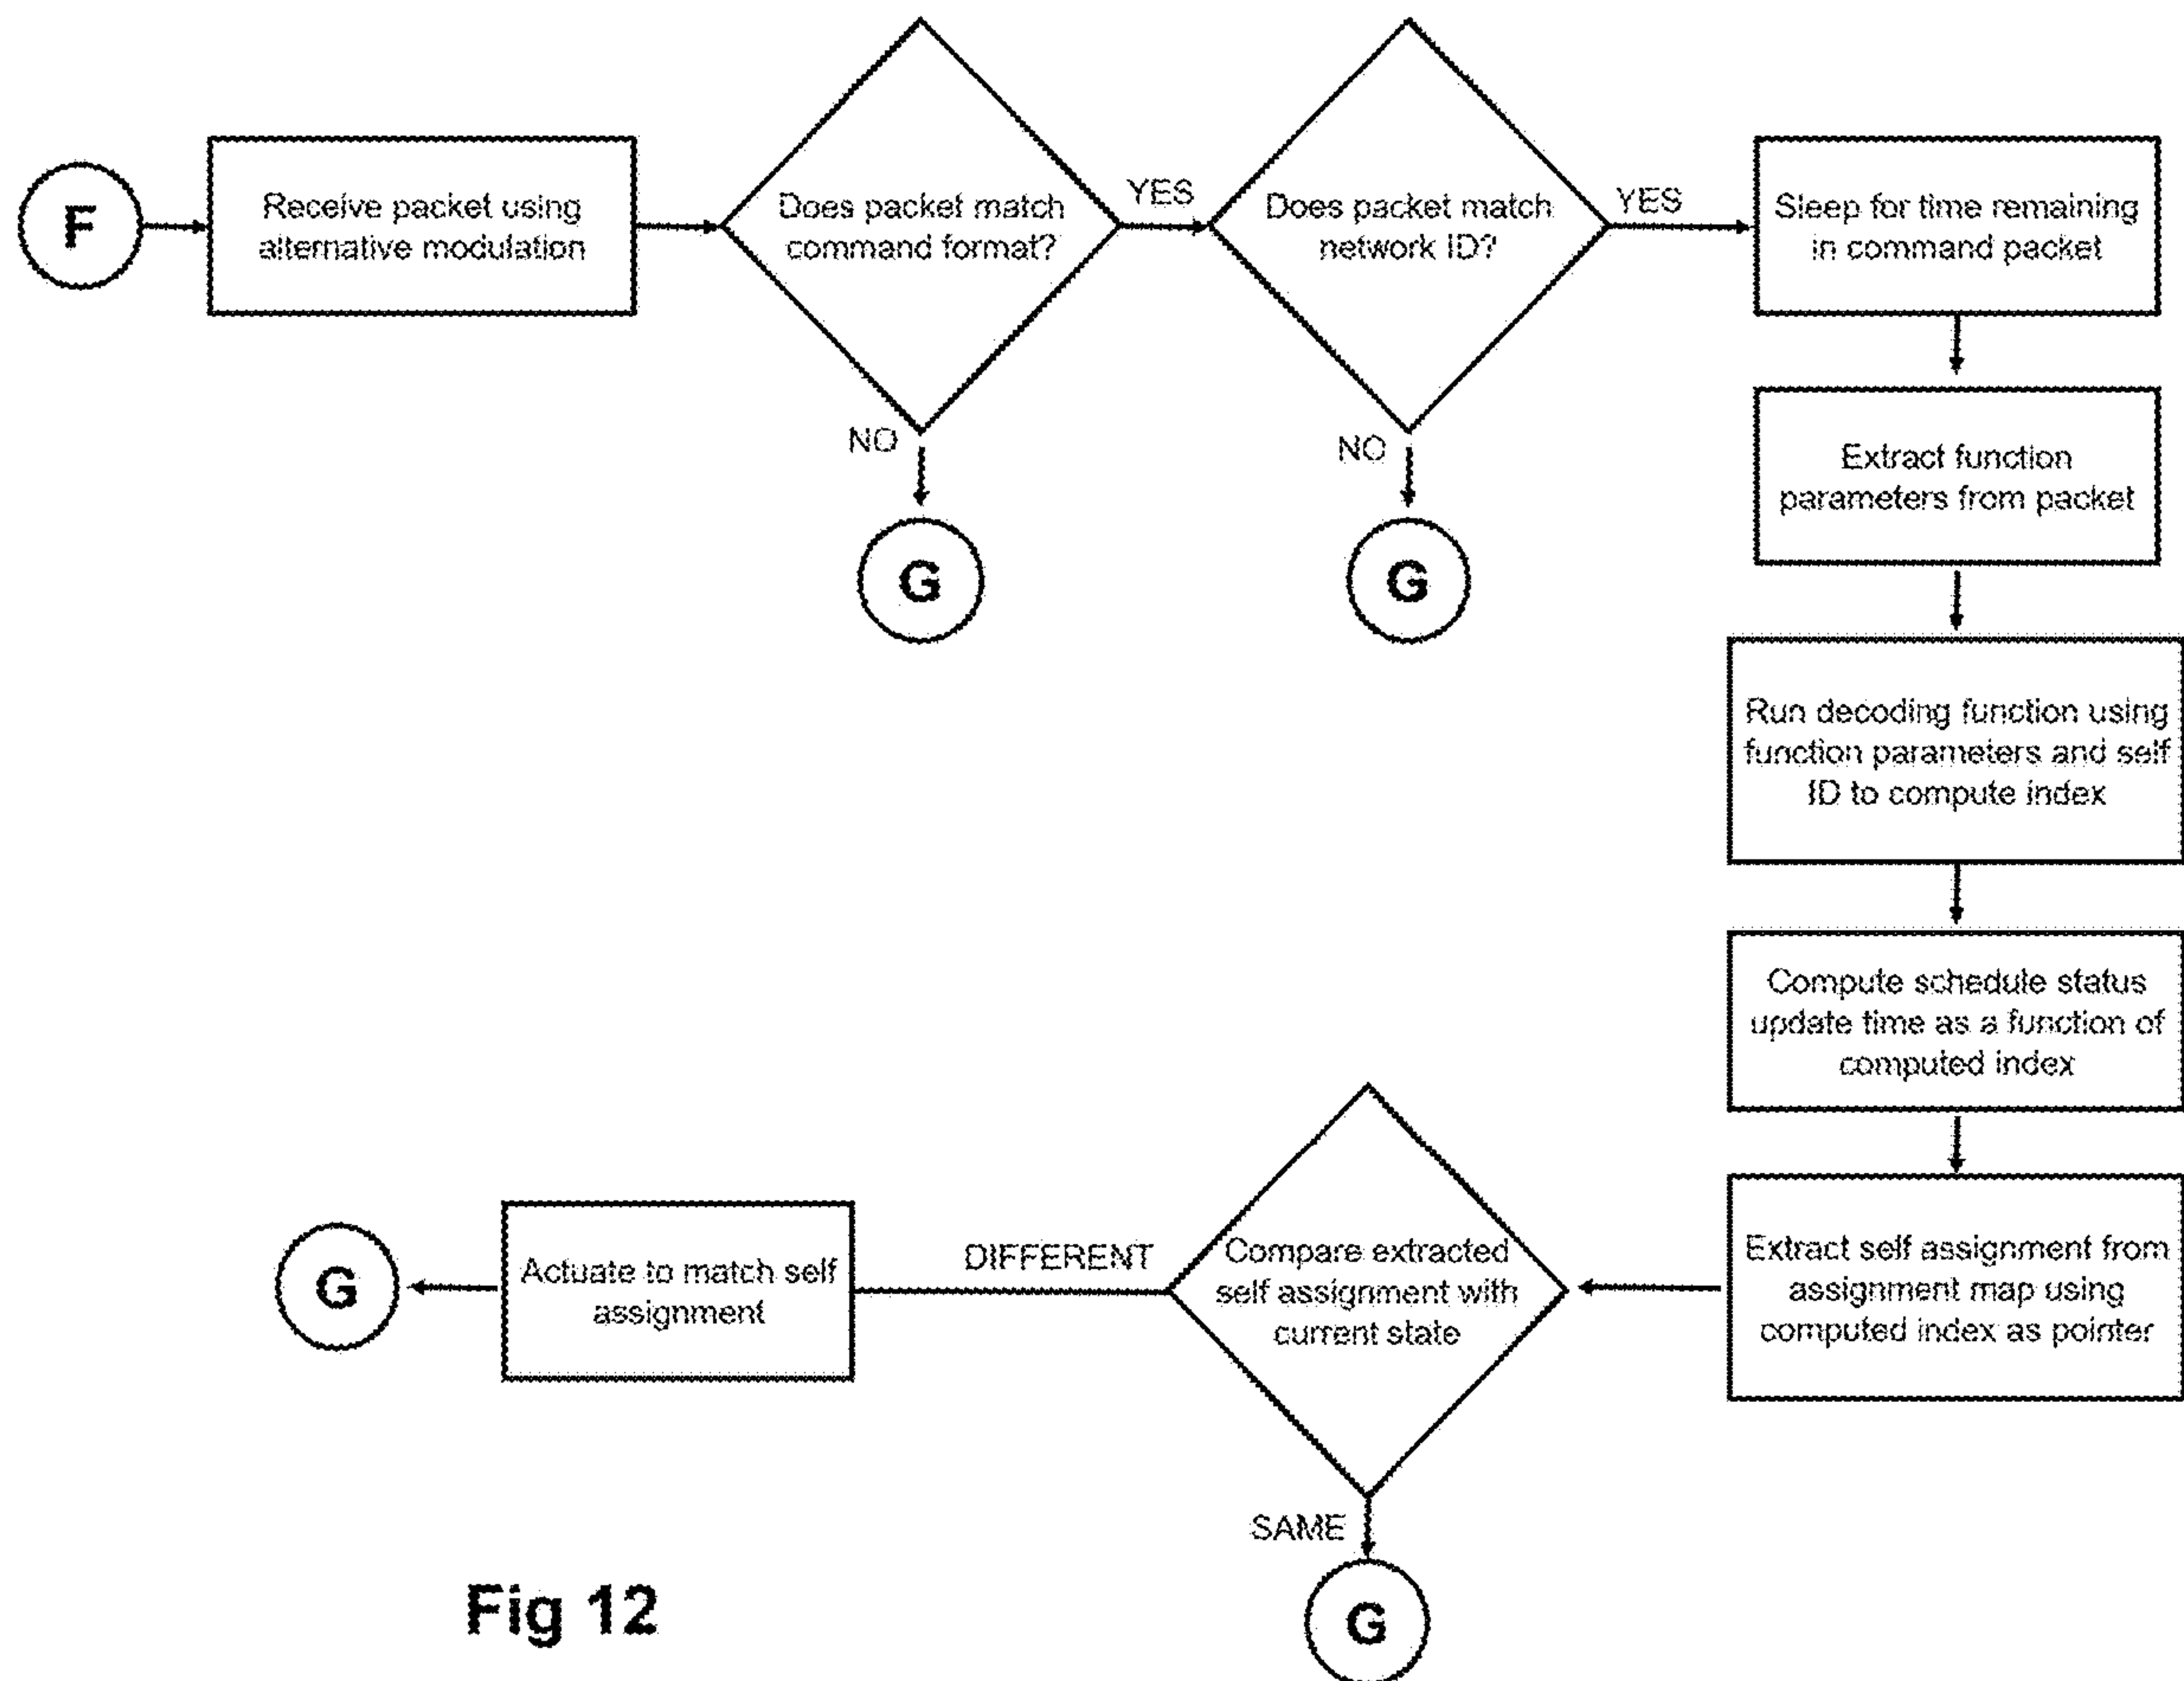 F
Receive packet using
alternative modulation
Does packet match
command format?
YES
Does packet match
network ID?
YES
Sleep for time remaining
in command packet
NO
G
NO
G
Extract function
parameters from packet
Run decoding function using
function parameters and self
ID to compute index
Compute schedule status
update time as a function of
computed index
Extract self assignment from
assignment map using
computed index as pointer
Compare extracted
self assignment with
current state
DIFFERENT
Actuate to match self
assignment
G
SAME
G
Fig 12